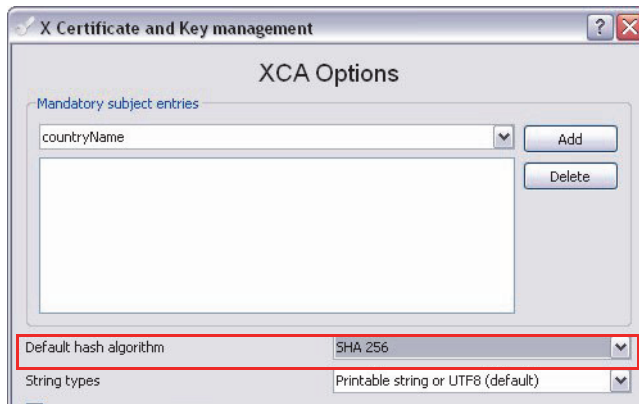 X Certificate and Key management
?
XCA Options
Mandatory subject entries
countryName
Add
Delete
Default hash algorithm SHA 256
String types Printable string or UTF8 (default)